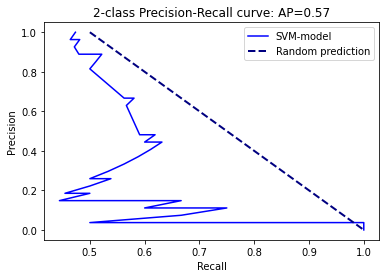 2-class Precision-Recall curve: AP=0.57
SVM-model
Random prediction
Precision
1.0
0.8
0.6
0.4
0.2
0.0
0.5
0.6
0.7
0.8
0.9
1.0
Recall